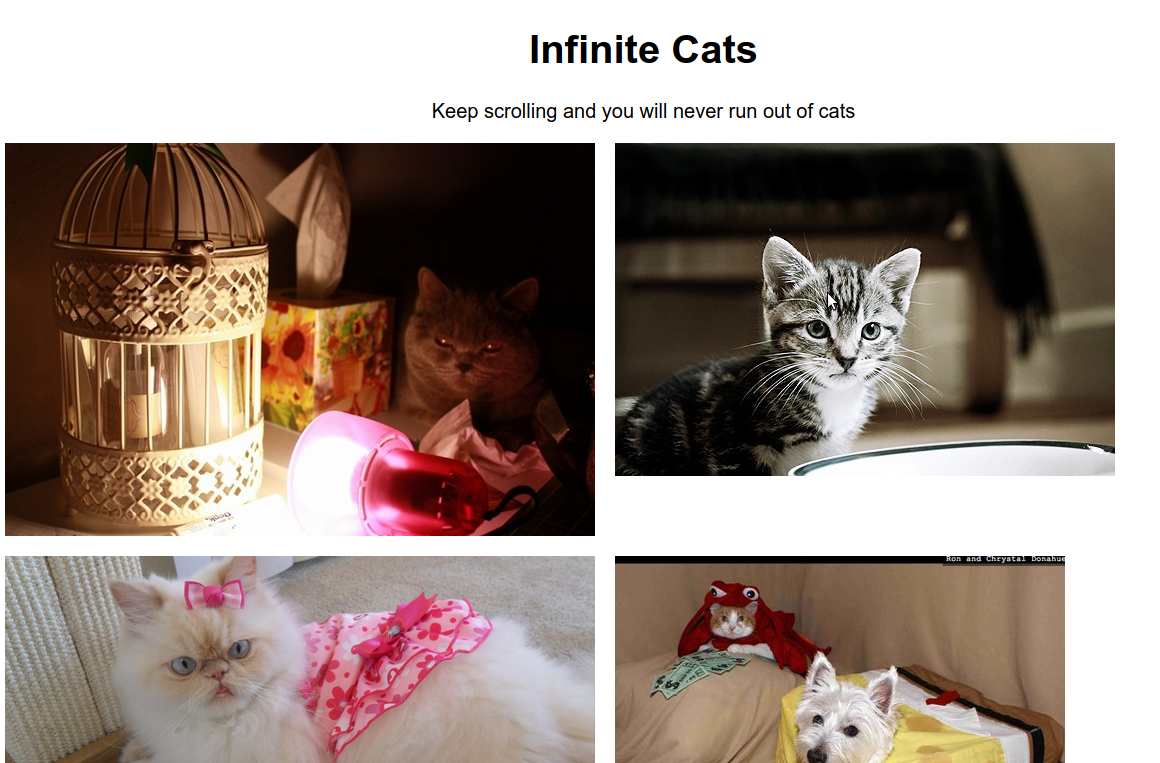 Infinite Cats
Keep scrolling and you will never run out of cats
Ron and Chrystal Donahue